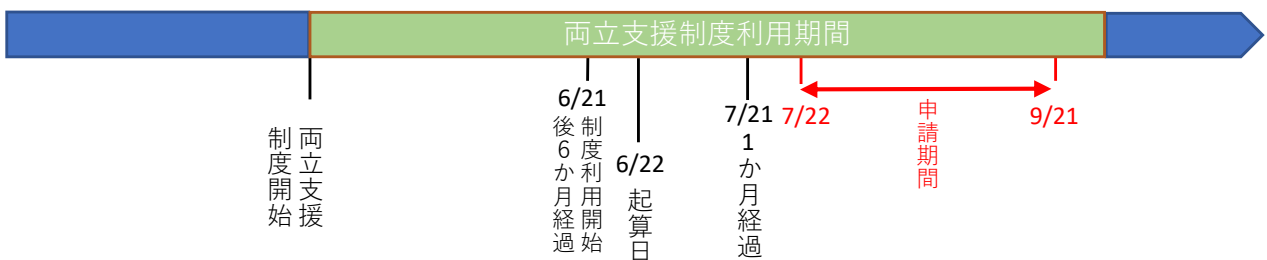 両立支援制度利用期間
両立支援
制度開始
6/21
制度利用開始
後6か月経過
6/22
起算日
7/21
1か月経過
7/22
申請期間
9/21